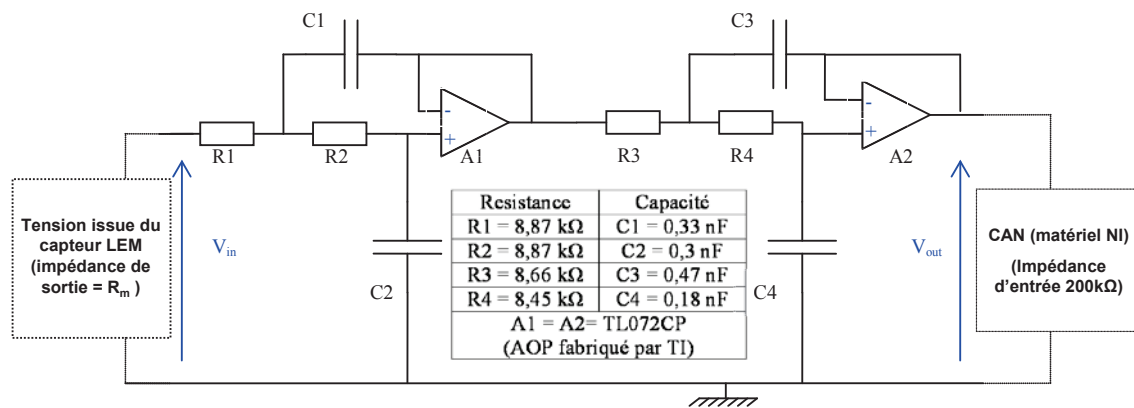 C1
C3
-
+
A1
R1
R2
-
+
A2
R3
R4
Tension issue du
capteur LEM
(impédance de
sortie = Rm )
Vin
C2
Resistance Capacité
R1 = 8,87 kΩ C1 = 0,33 nF
R2 = 8,87 kΩ C2 = 0,3 nF
R3 = 8,66 kΩ C3 = 0,47 nF
R4 = 8,45 kΩ C4 = 0,18 nF
A1 = A2= TL072CP
(AOP fabriqué par TI)
C4
Vout
CAN (matériel NI)
(Impédance
d'entrée 200kΩ)